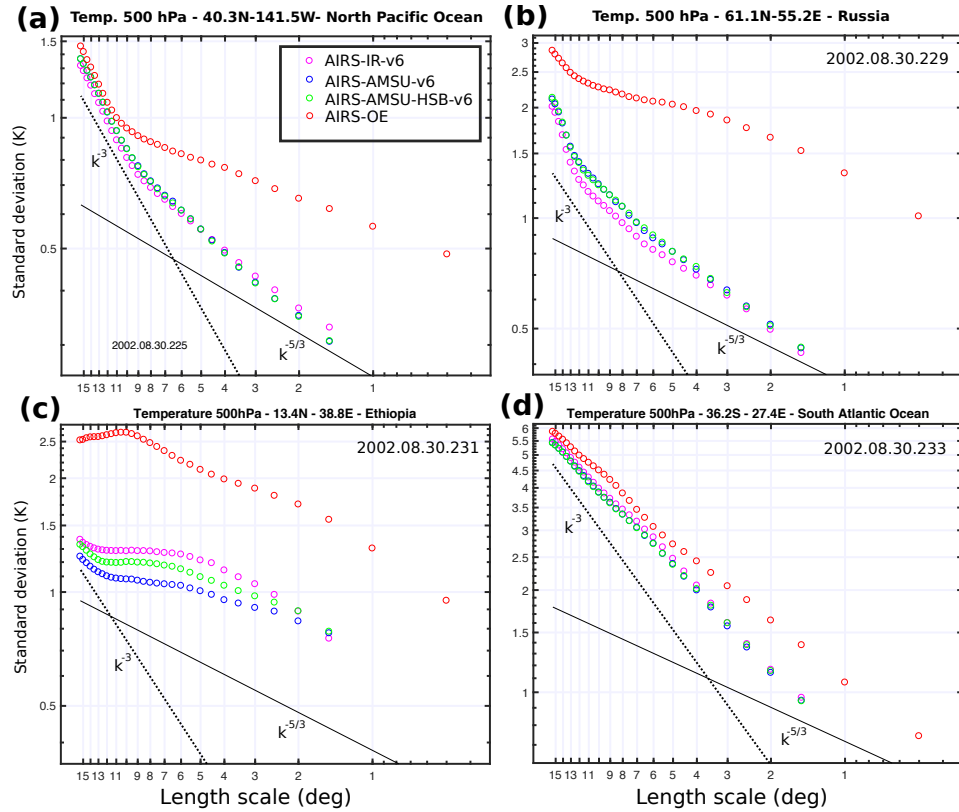 (a) Temp. 500 hPa - 40.3N-141.5W- North Pacific Ocean
AIRS-IR-v6
AIRS-AMSU-v6
AIRS-AMSU-HSB-v6
AIRS-OE
Standard deviation (K)
1.5
1
0.5
k-3
k-5/3
2002.08.30.225
15 13 11 9 8 7 6 5 4 3 2 1
(b) Temp. 500 hPa - 61.1N-55.2E - Russia
2002.08.30.229
3
2.5
2
1.5
1
0.5
k-3
k-5/3
15 13 11 9 8 7 6 5 4 3 2 1
(c) Temperature 500hPa - 13.4N - 38.8E - Ethiopia
2002.08.30.231
Standard deviation (K)
2.5
2
1.5
1
0.5
k-3
k-5/3
15 13 11 9 8 7 6 5 4 3 2 1
Length scale (deg)
(d) Temperature 500hPa - 36.2S - 27.4E - South Atlantic Ocean
2002.08.30.233
6
5
4.5
4
3.5
3
2.5
2
1.5
1
k-3
k-5/3
15 13 11 9 8 7 6 5 4 3 2 1
Length scale (deg)